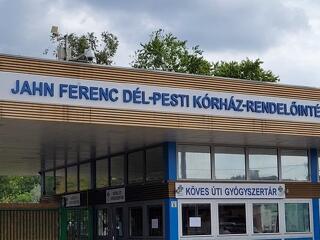 JAHN FERENC DÉL-PESTI KÓRHÁZ-RENDELŐINTÉ
KÖVES ÚTI GYÓGYSZERTÁR